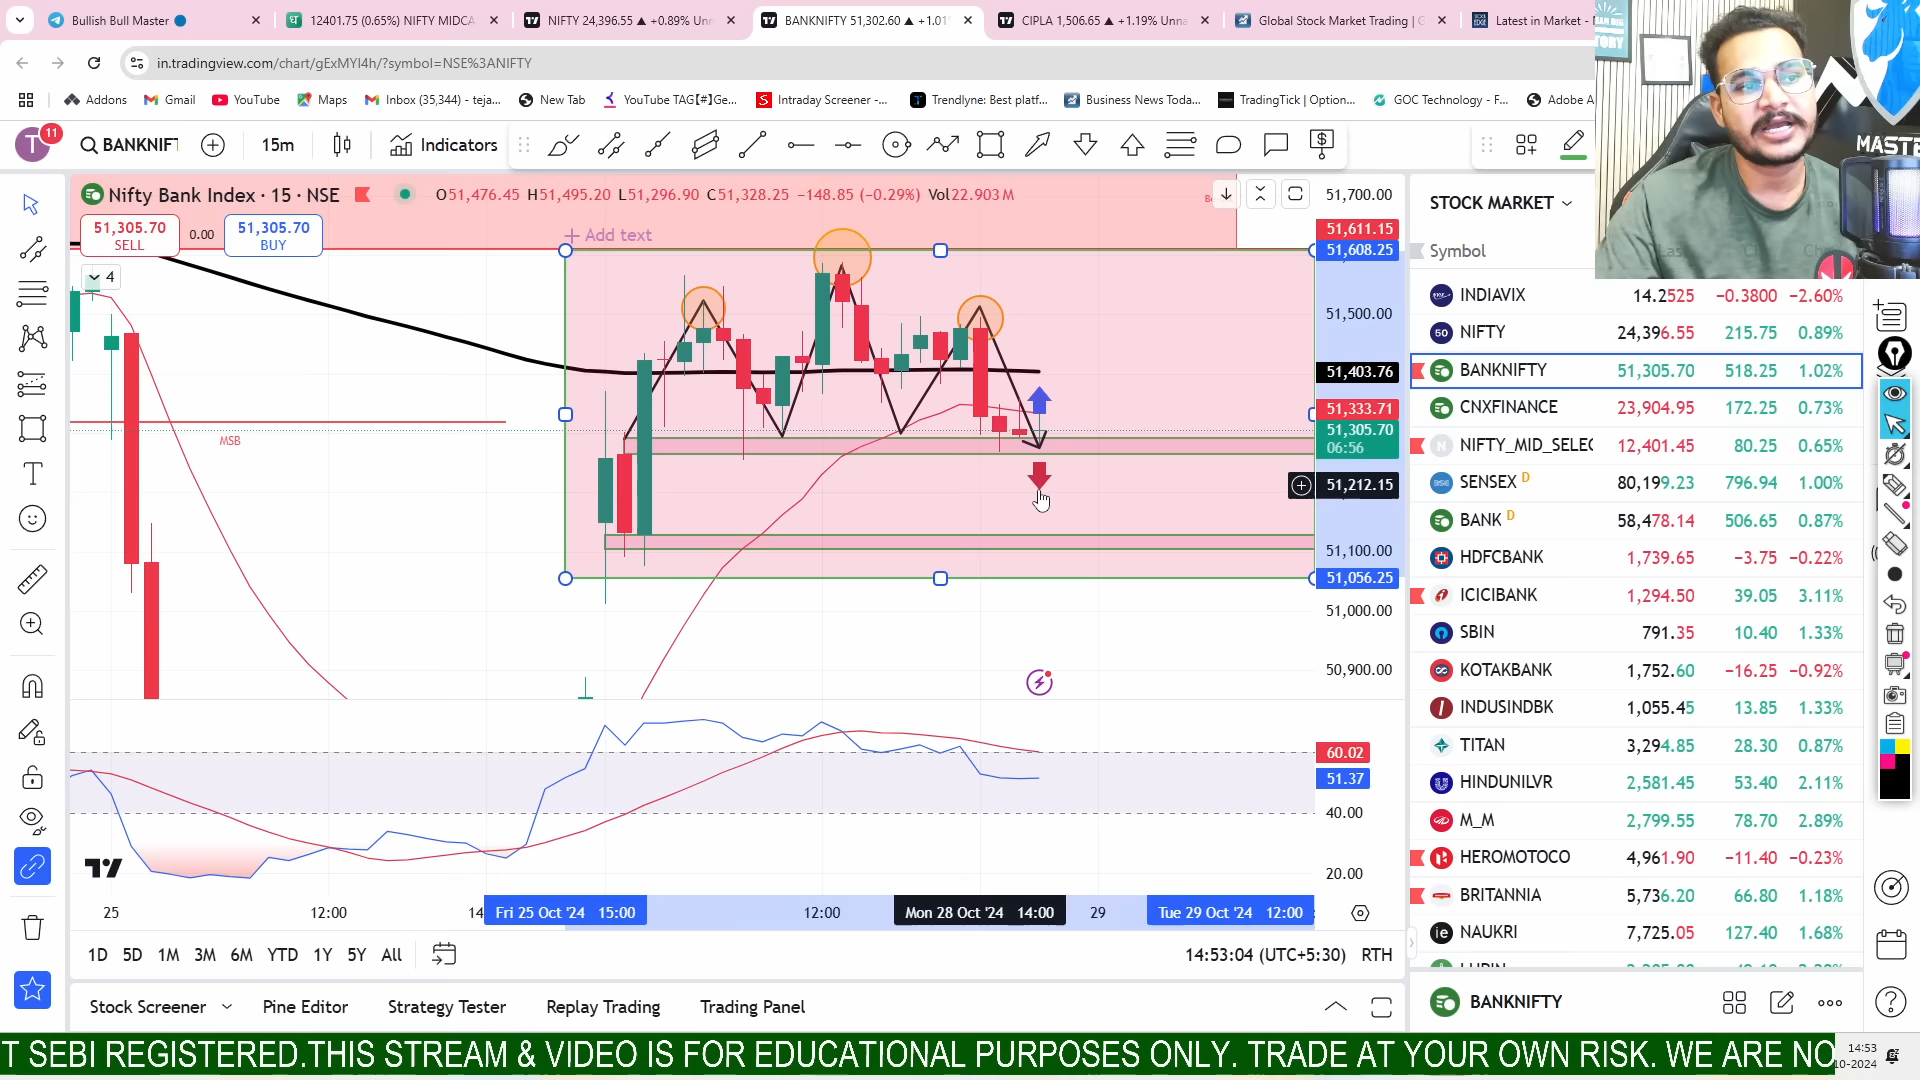 Bullish Bull Master
12401.75 (0.65%) NIFTY MIDCA
NIFTY 24,396.55 ▲ +0.89% Unn
BANKNIFTY 51,302.60 ▲ +1.01
CIPLA 1,506.65 ▲ +1.19% Unna
Global Stock Market Trading | G
Latest in Market -
in.tradingview.com/chart/gExMYI4h/?symbol=NSE%3ANIFTY
Addons
Gmail
YouTube
Maps
Inbox (35,344) - teja...
New Tab
YouTube TAG【#】Ge...
Intraday Screener -...
Trendlyne: Best platf...
Business News Toda...
TradingTick | Option...
GOC Technology - F...
Adobe A
T
11
BANKNIFT
15m
Indicators
MASTE
TORY
Nifty Bank Index · 15 · NSE
O51,476.45 H51,495.20 L51,296.90 C51,328.25 −148.85 (−0.29%) Vol22.903 M
51,305.70
SELL
0.00
51,305.70
BUY
4
+ Add text
MSB
51,700.00
51,611.15
51,608.25
51,500.00
51,403.76
51,333.71
51,305.70
06:56
51,212.15
51,100.00
51,056.25
51,000.00
50,900.00
60.02
51.37
40.00
20.00
25
12:00
14
Fri 25 Oct '24 15:00
12:00
Mon 28 Oct '24 14:00
29
Tue 29 Oct '24 12:00
1D 5D 1M 3M 6M YTD 1Y 5Y All
14:53:04 (UTC+5:30) RTH
Stock Screener
Pine Editor
Strategy Tester
Replay Trading
Trading Panel
STOCK MARKET
Symbol
INDIAVIX 14.2525 −0.3800 −2.60%
NIFTY 24,396.55 215.75 0.89%
BANKNIFTY 51,305.70 518.25 1.02%
CNXFINANCE 23,904.95 172.25 0.73%
NIFTY_MID_SELEC 12,401.45 80.25 0.65%
SENSEX D 80,199.23 796.94 1.00%
BANK D 58,478.14 506.65 0.87%
HDFCBANK 1,739.65 −3.75 −0.22%
ICICIBANK 1,294.50 39.05 3.11%
SBIN 791.35 10.40 1.33%
KOTAKBANK 1,752.60 −16.25 −0.92%
INDUSINDBK 1,055.45 13.85 1.33%
TITAN 3,294.85 28.30 0.87%
HINDUNILVR 2,581.45 53.40 2.11%
M_M 2,799.55 78.70 2.89%
HEROMOTOCO 4,961.90 −11.40 −0.23%
BRITANNIA 5,736.20 66.80 1.18%
NAUKRI 7,725.05 127.40 1.68%
BANKNIFTY
T SEBI REGISTERED.THIS STREAM & VIDEO IS FOR EDUCATIONAL PURPOSES ONLY. TRADE AT YOUR OWN RISK. WE ARE NO
14:53
10-2024